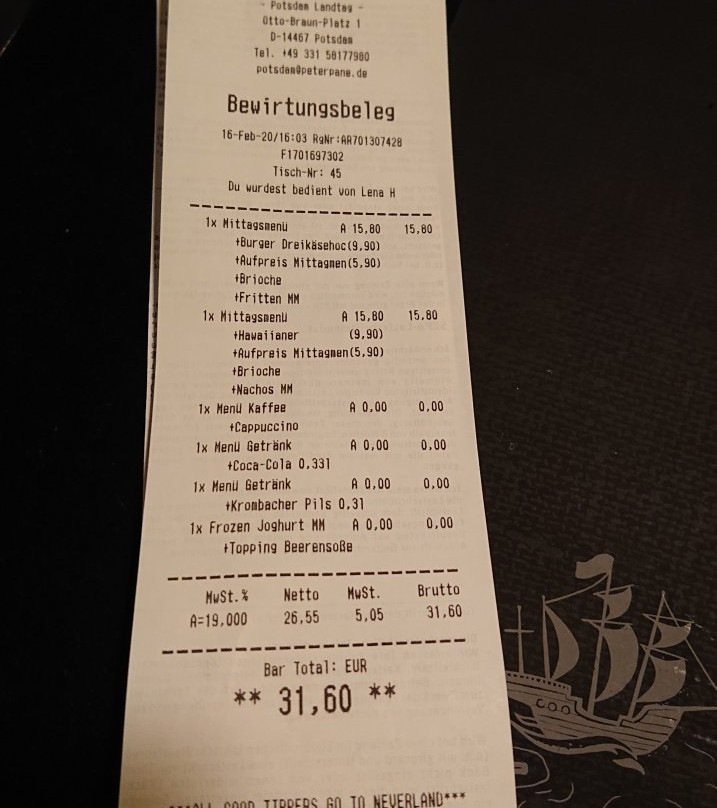 - Potsdam Landtag -
Otto-Braun-Platz 1
D-14467 Potsdam
Tel. +49 331 58177980
potsdam@peterpane.de
Bewirtungsbeleg
16-Feb-20/16:03 RgNr:AR701307428
F1701697302
Tisch-Nr: 45
Du wurdest bedient von Lena H
1x Mittagsmenü A 15,80 15,80
+Burger Dreikäsehoc(9,90)
+Aufpreis Mittagmen(5,90)
+Brioche
+Fritten MM
1x Mittagsmenü A 15,80 15,80
+Hawaiianer (9,90)
+Aufpreis Mittagmen(5,90)
+Brioche
+Nachos MM
1x Menü Kaffee A 0,00 0,00
+Cappuccino
1x Menü Getränk A 0,00 0,00
+Coca-Cola 0,33l
1x Menü Getränk A 0,00 0,00
+Krombacher Pils 0,3l
1x Frozen Joghurt MM A 0,00 0,00
+Topping Beerensoße
MwSt.% Netto MwSt. Brutto
A=19,000 26,55 5,05 31,60
Bar Total: EUR
** 31,60 **
***ALL GOOD TIPPERS GO TO NEVERLAND***